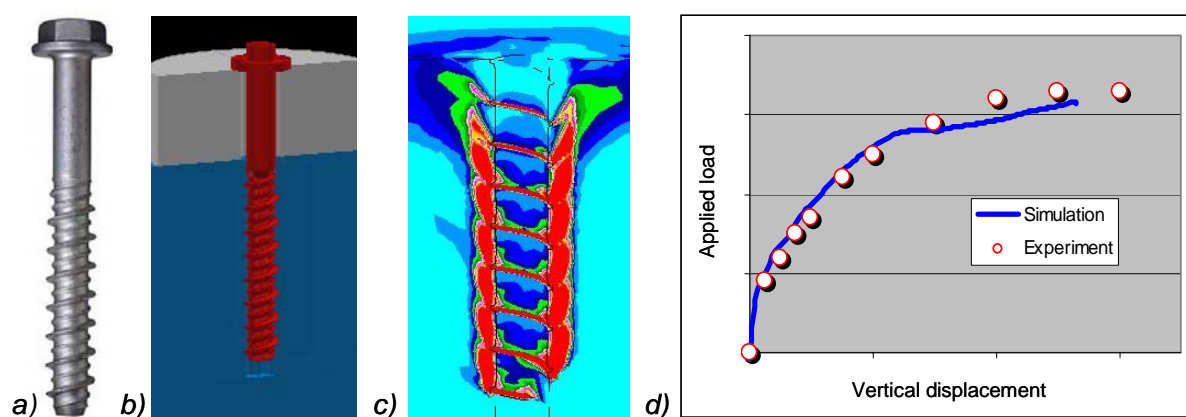 a)
b)
c)
d)
Applied load
Simulation
Experiment
Vertical displacement